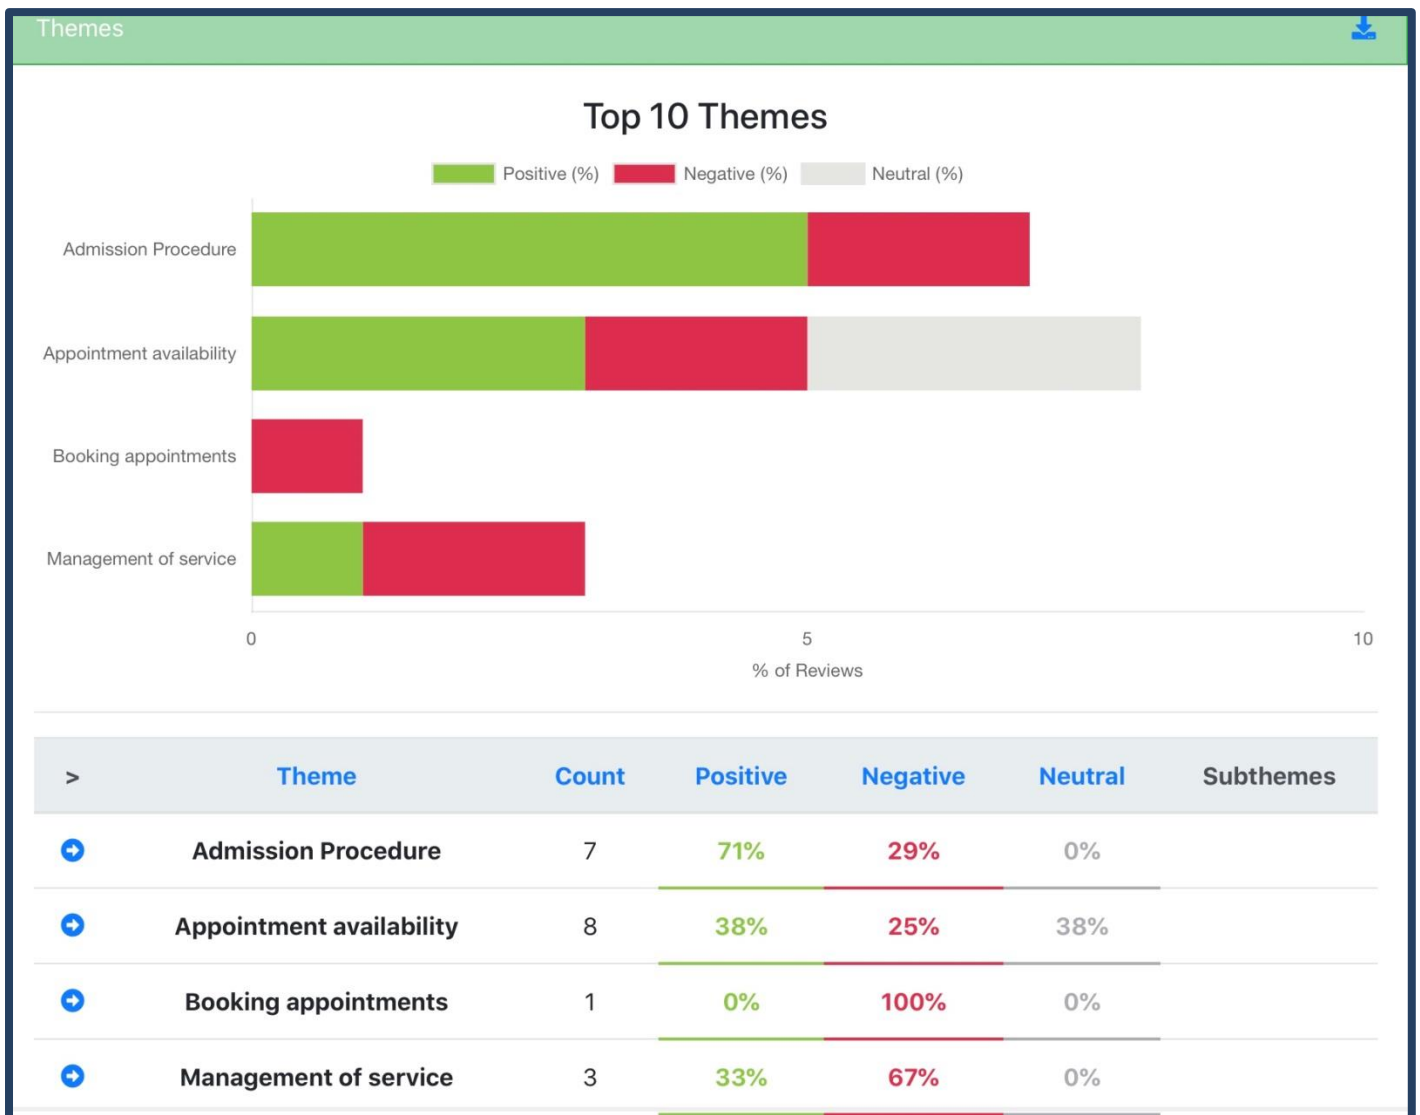 Themes
Top 10 Themes
Positive (%) Negative (%) Neutral (%)
Admission Procedure
Appointment availability
Booking appointments
Management of service
0 5 10
% of Reviews
> Theme Count Positive Negative Neutral Subthemes
Admission Procedure 7 71% 29% 0%
Appointment availability 8 38% 25% 38%
Booking appointments 1 0% 100% 0%
Management of service 3 33% 67% 0%